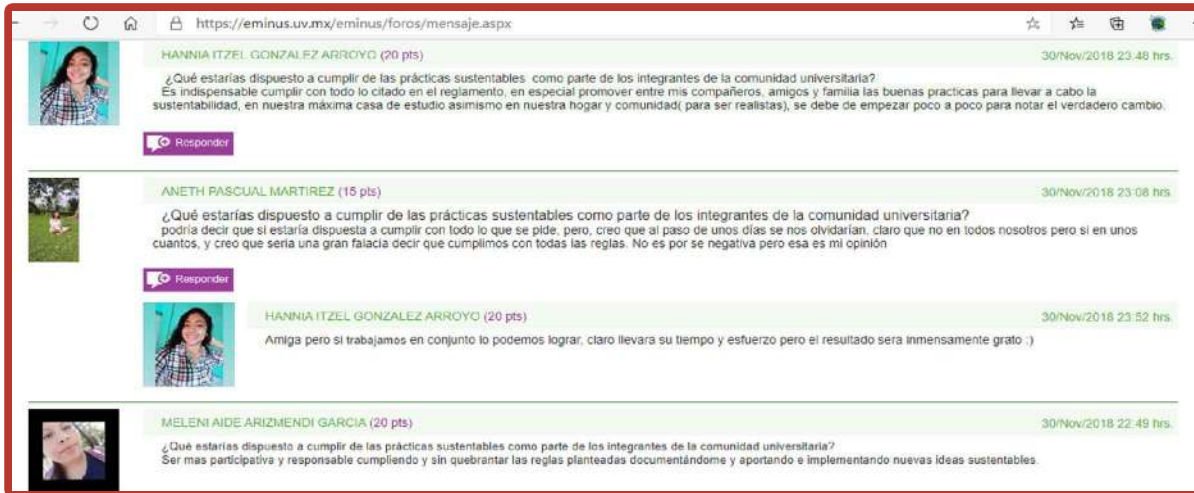 https://eminus.uv.mx/eminus/foros/mensaje.aspx
HANNIA ITZEL GONZALEZ ARROYO (20 pts) 30/Nov/2018 23:48 hrs.
¿Qué estarías dispuesto a cumplir de las prácticas sustentables como parte de los integrantes de la comunidad universitaria?
Es indispensable cumplir con todo lo citado en el reglamento, en especial promover entre mis compañeros, amigos y familia las buenas practicas para llevar a cabo la
sustentabilidad, en nuestra máxima casa de estudio asimismo en nuestra hogar y comunidad( para ser realistas), se debe de empezar poco a poco para notar el verdadero cambio.
Responder
ANETH PASCUAL MARTIREZ (15 pts) 30/Nov/2018 23:08 hrs.
¿Qué estarías dispuesto a cumplir de las prácticas sustentables como parte de los integrantes de la comunidad universitaria?
podría decir que si estaría dispuesta a cumplir con todo lo que se pide, pero, creo que al paso de unos días se nos olvidarían, claro que no en todos nosotros pero si en unos
cuantos, y creo que seria una gran falacia decir que cumplimos con todas las reglas. No es por se negativa pero esa es mi opinión
Responder
HANNIA ITZEL GONZALEZ ARROYO (20 pts) 30/Nov/2018 23:52 hrs.
Amiga pero si trabajamos en conjunto lo podemos lograr, claro llevara su tiempo y esfuerzo pero el resultado sera inmensamente grato :)
MELENI AIDE ARIZMENDI GARCIA (20 pts) 30/Nov/2018 22:49 hrs.
¿Qué estarías dispuesto a cumplir de las prácticas sustentables como parte de los integrantes de la comunidad universitaria?
Ser mas participativa y responsable cumpliendo y sin quebrantar las reglas planteadas documentándome y aportando e implementando nuevas ideas sustentables.